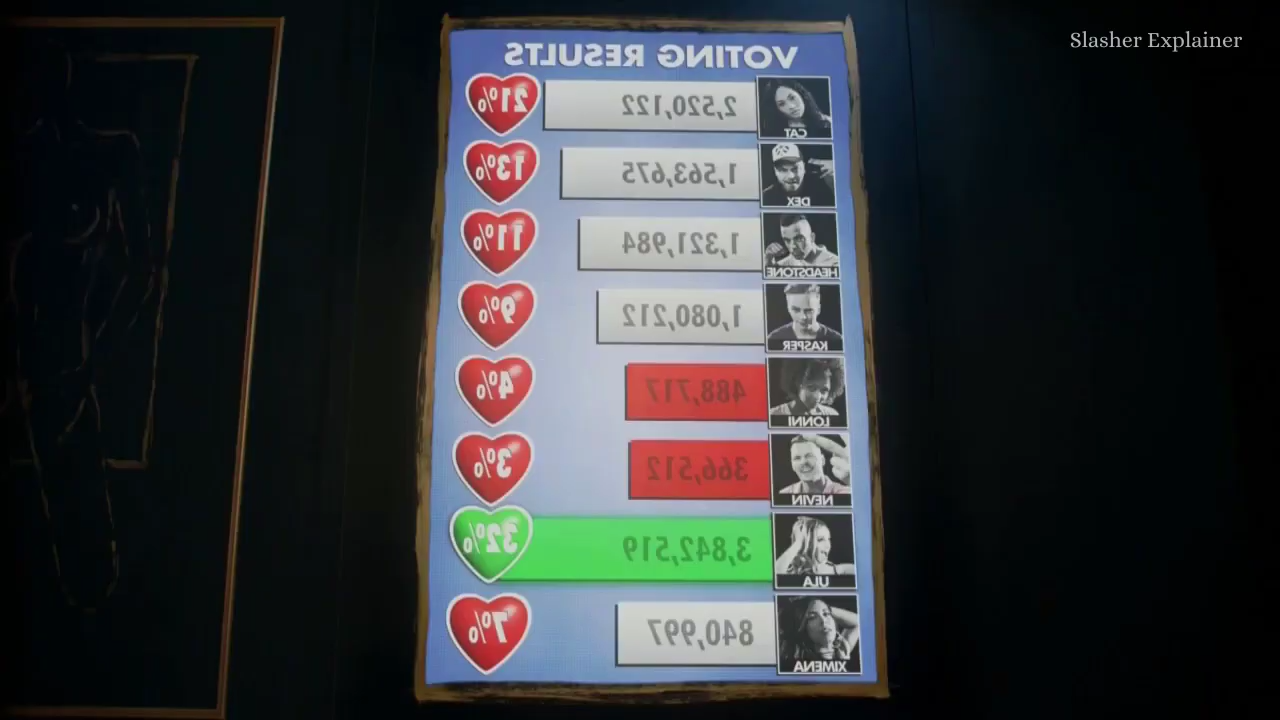 Slasher Explainer
VOTING RESULTS
CAT 2,520,122 21%
DEX 1,563,675 13%
HEADSTONE 1,321,984 11%
KASPER 1,080,212 9%
LONNI 488,717 4%
NEVIN 366,512 3%
ULA 3,842,519 32%
XIMENA 840,997 7%